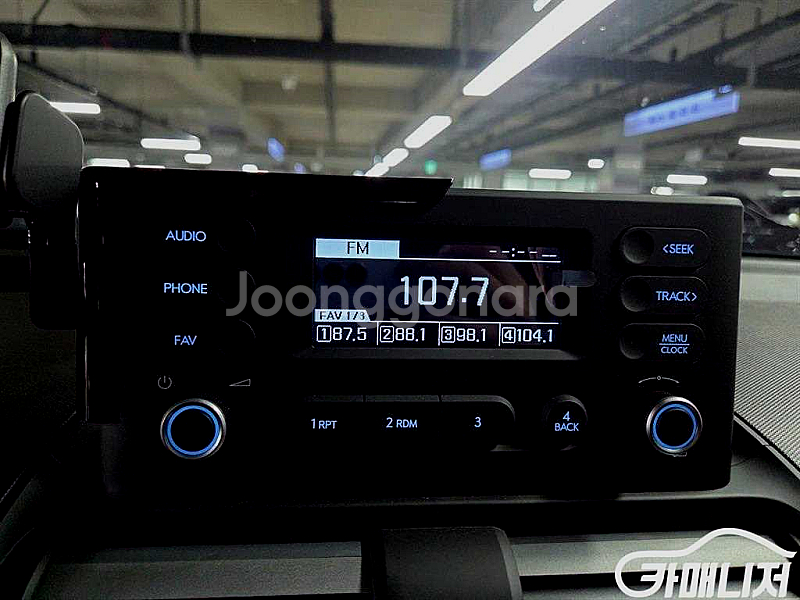 AUDIO
PHONE
FAV
FM
--:--
107.7
FAV 1/3
1 87.5 2 88.1 3 98.1 4 104.1
<SEEK
TRACK>
MENU
CLOCK
1 RPT
2 RDM
3
4
BACK
Joonggonara
카매니저